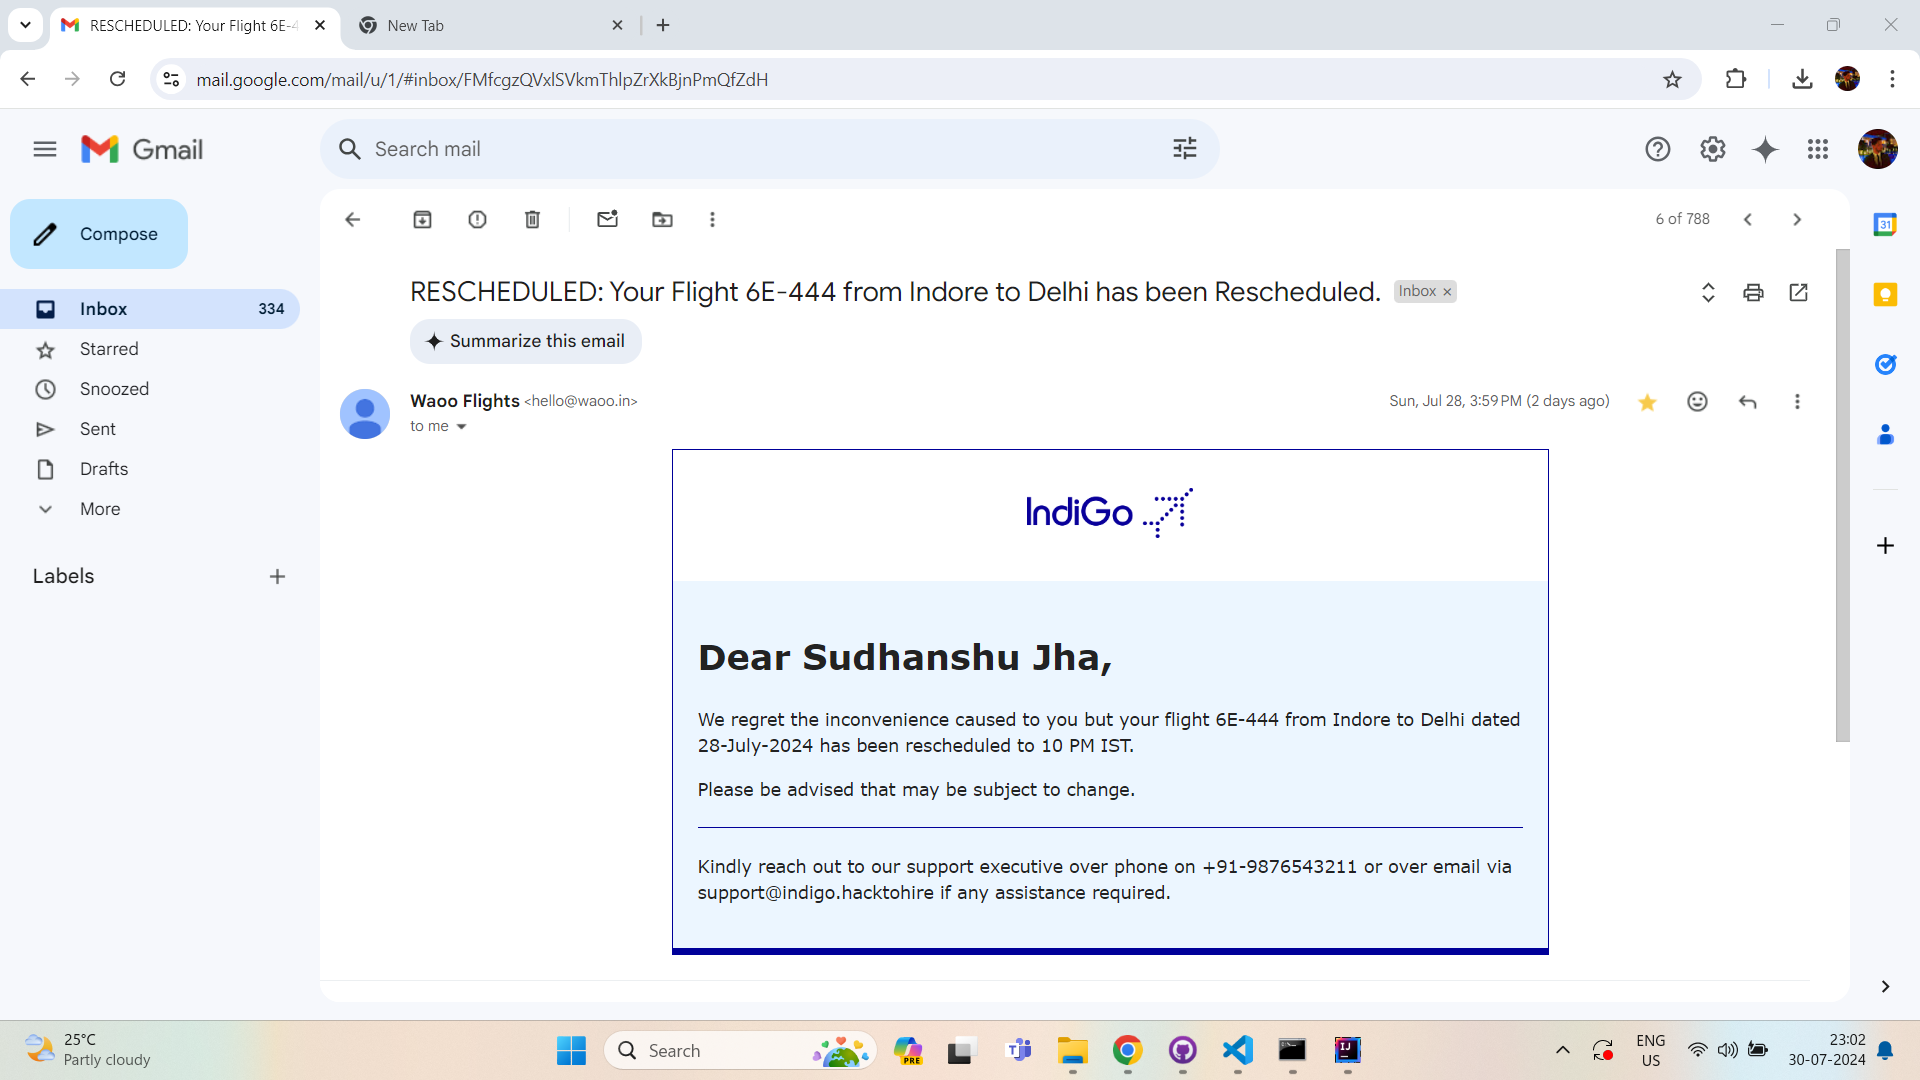 RESCHEDULED: Your Flight 6E-4
New Tab
mail.google.com/mail/u/1/#inbox/FMfcgzQVxlSVkmThlpZrXkBjnPmQfZdH
Gmail
Search mail
Compose
6 of 788
31
RESCHEDULED: Your Flight 6E-444 from Indore to Delhi has been Rescheduled.
Inbox ×
Inbox 334
Summarize this email
Starred
Snoozed
Waoo Flights <hello@waoo.in>
Sun, Jul 28, 3:59 PM (2 days ago)
to me
Sent
Drafts
More
IndiGo
Labels
Dear Sudhanshu Jha,
We regret the inconvenience caused to you but your flight 6E-444 from Indore to Delhi dated
28-July-2024 has been rescheduled to 10 PM IST.
Please be advised that may be subject to change.
Kindly reach out to our support executive over phone on +91-9876543211 or over email via
support@indigo.hacktohire if any assistance required.
25°C
Partly cloudy
Search
PRE
IJ
ENG
US
23:02
30-07-2024